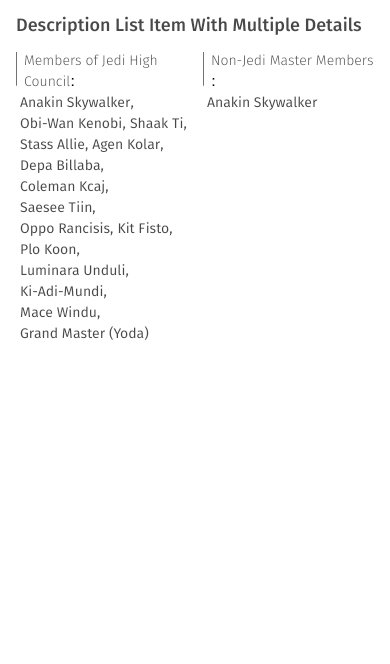 Description List Item With Multiple Details
Members of Jedi High
Council:
Anakin Skywalker,
Obi-Wan Kenobi, Shaak Ti,
Stass Allie, Agen Kolar,
Depa Billaba,
Coleman Kcaj,
Saesee Tiin,
Oppo Rancisis, Kit Fisto,
Plo Koon,
Luminara Unduli,
Ki-Adi-Mundi,
Mace Windu,
Grand Master (Yoda)
Non-Jedi Master Members
:
Anakin Skywalker